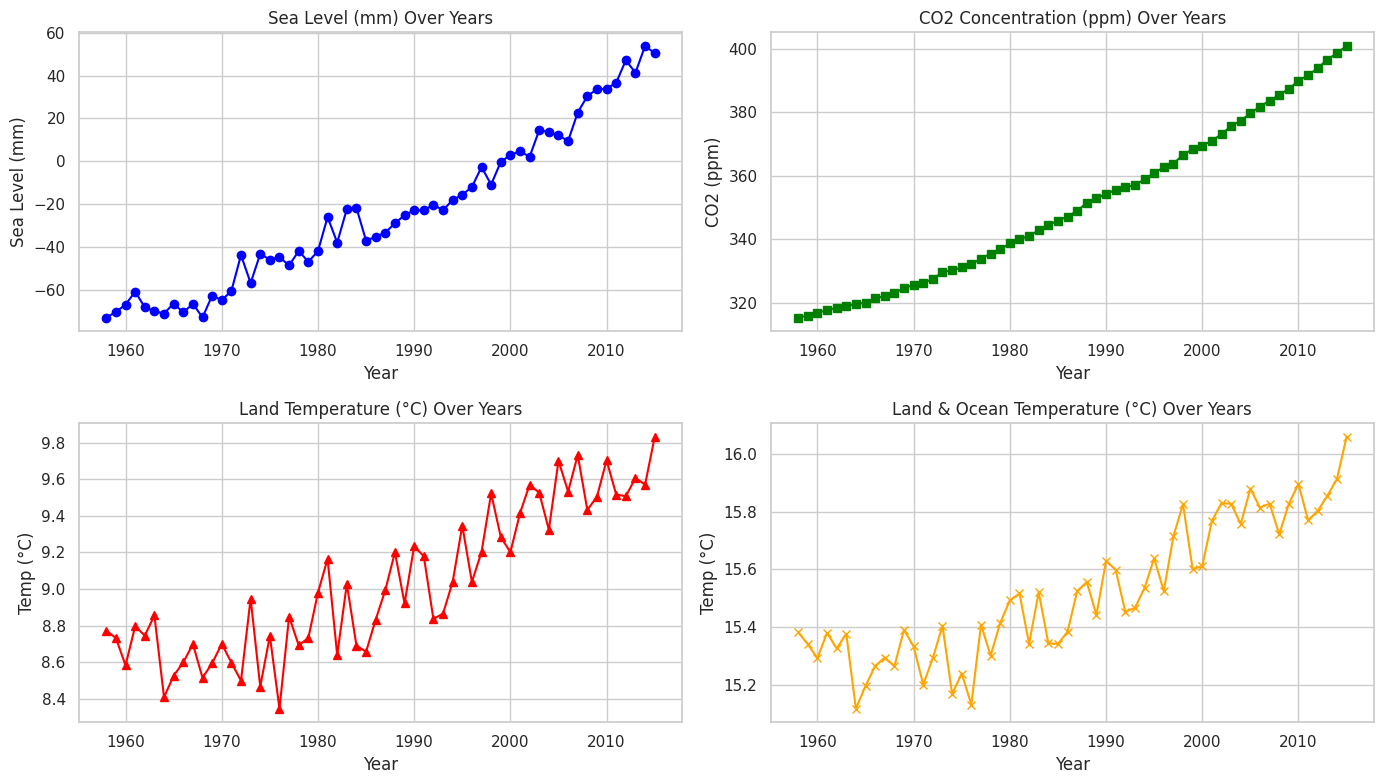 Sea Level (mm) Over Years
60
40
20
0
−20
−40
−60
Sea Level (mm)
1960 1970 1980 1990 2000 2010
Year
CO2 Concentration (ppm) Over Years
400
380
360
340
320
CO2 (ppm)
1960 1970 1980 1990 2000 2010
Year
Land Temperature (°C) Over Years
9.8
9.6
9.4
9.2
9.0
8.8
8.6
8.4
Temp (°C)
1960 1970 1980 1990 2000 2010
Year
Land & Ocean Temperature (°C) Over Years
16.0
15.8
15.6
15.4
15.2
Temp (°C)
1960 1970 1980 1990 2000 2010
Year